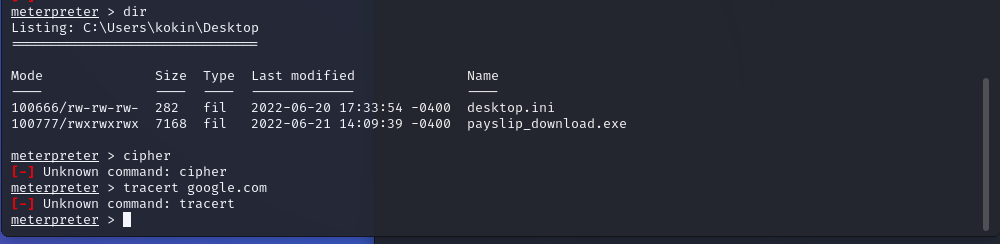 meterpreter > dir
Listing: C:\Users\kokin\Desktop
===============================
Mode Size Type Last modified Name
---- ---- ---- ------------- ----
100666/rw-rw-rw- 282 fil 2022-06-20 17:33:54 -0400 desktop.ini
100777/rwxrwxrwx 7168 fil 2022-06-21 14:09:39 -0400 payslip_download.exe
meterpreter > cipher
[-] Unknown command: cipher
meterpreter > tracert google.com
[-] Unknown command: tracert
meterpreter >